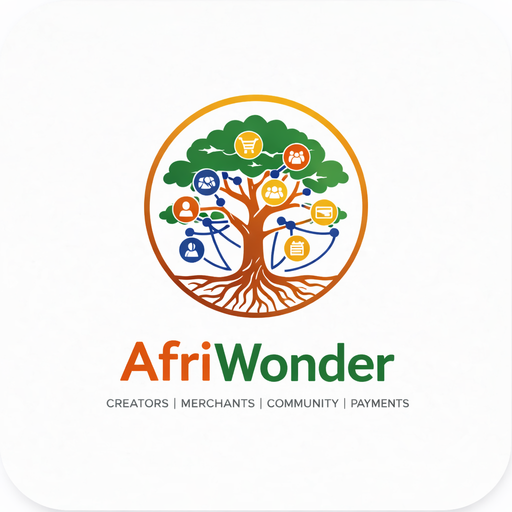 AfriWonder
CREATORS | MERCHANTS | COMMUNITY | PAYMENTS